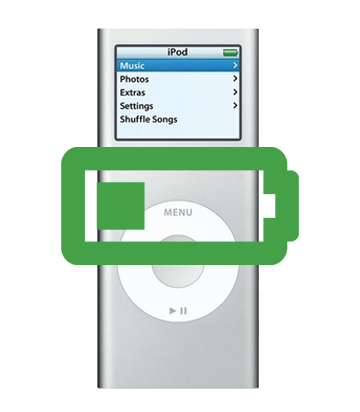 iPod
Music
Photos
Extras
Settings
Shuffle Songs
MENU